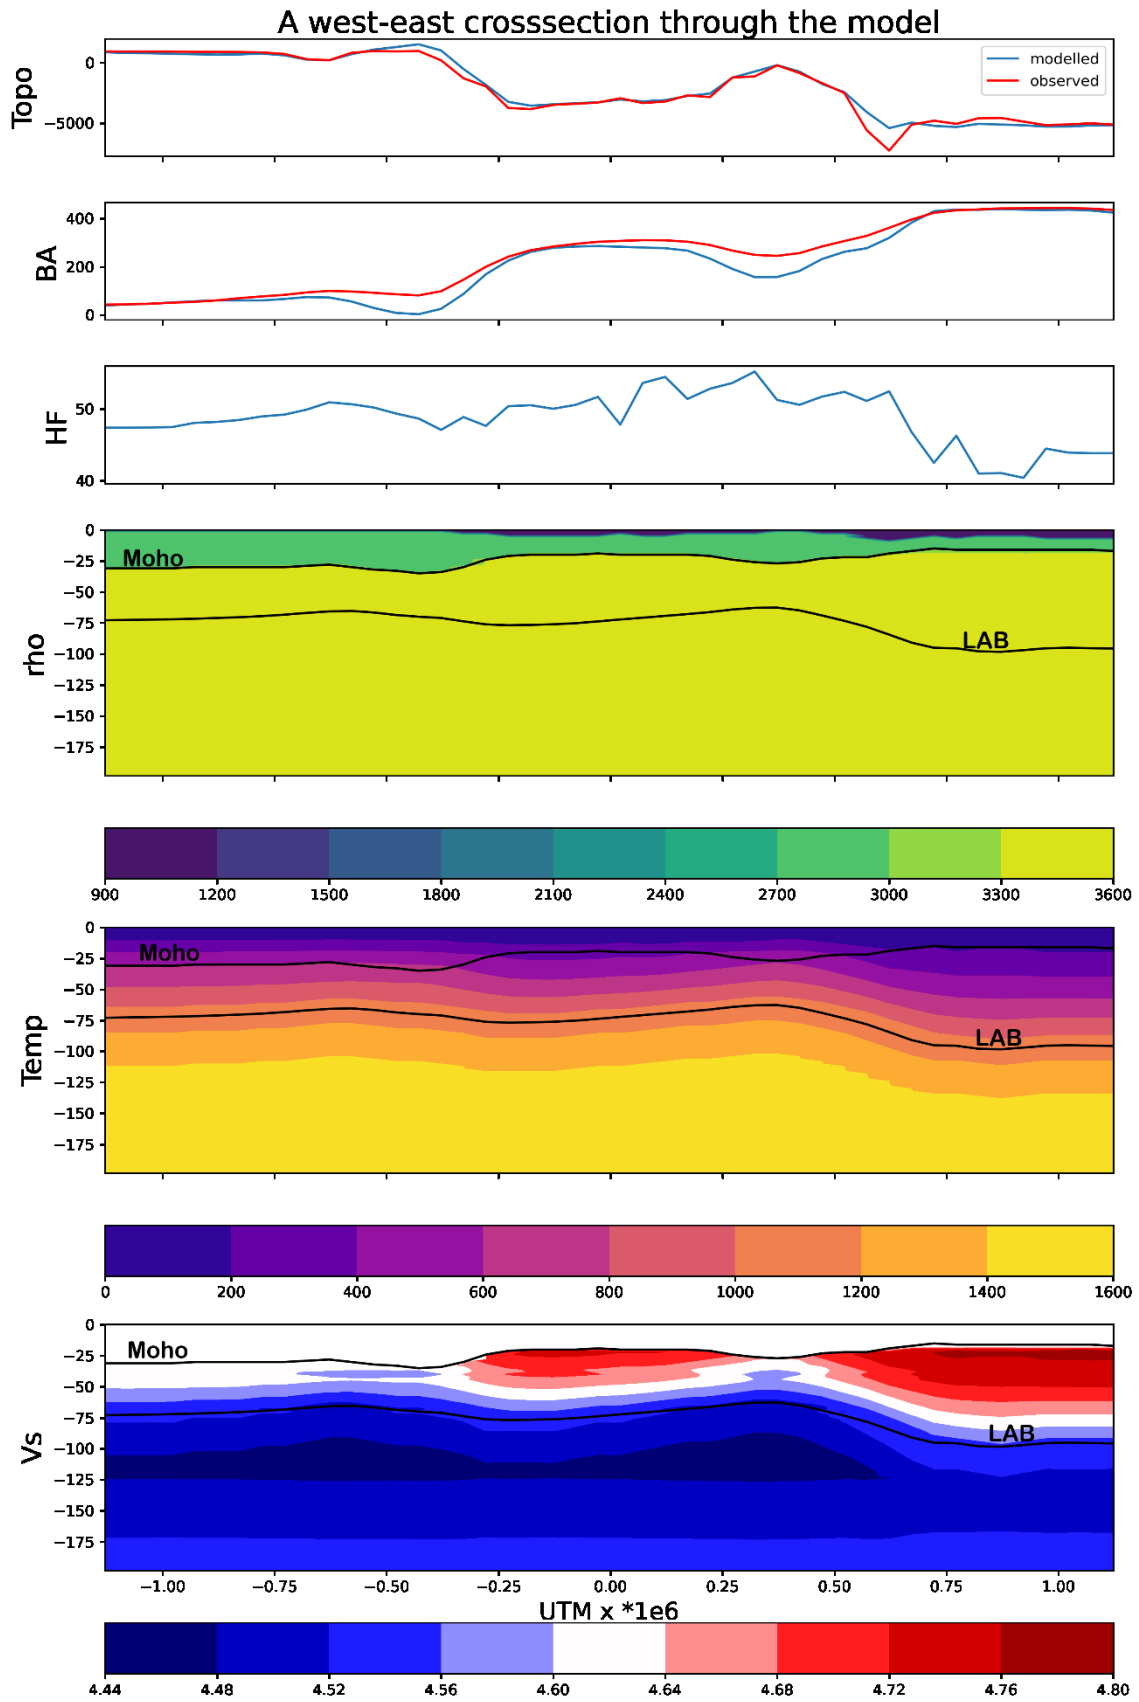 A west-east crosssection through the model
Topo
0
−5000
modelled
observed
BA
400
200
0
HF
50
40
rho
0
−25
−50
−75
−100
−125
−150
−175
Moho
LAB
900 1200 1500 1800 2100 2400 2700 3000 3300 3600
Temp
0
−25
−50
−75
−100
−125
−150
−175
Moho
LAB
0 200 400 600 800 1000 1200 1400 1600
Vs
0
−25
−50
−75
−100
−125
−150
−175
Moho
LAB
−1.00 −0.75 −0.50 −0.25 0.00 0.25 0.50 0.75 1.00
UTM x *1e6
4.44 4.48 4.52 4.56 4.60 4.64 4.68 4.72 4.76 4.80